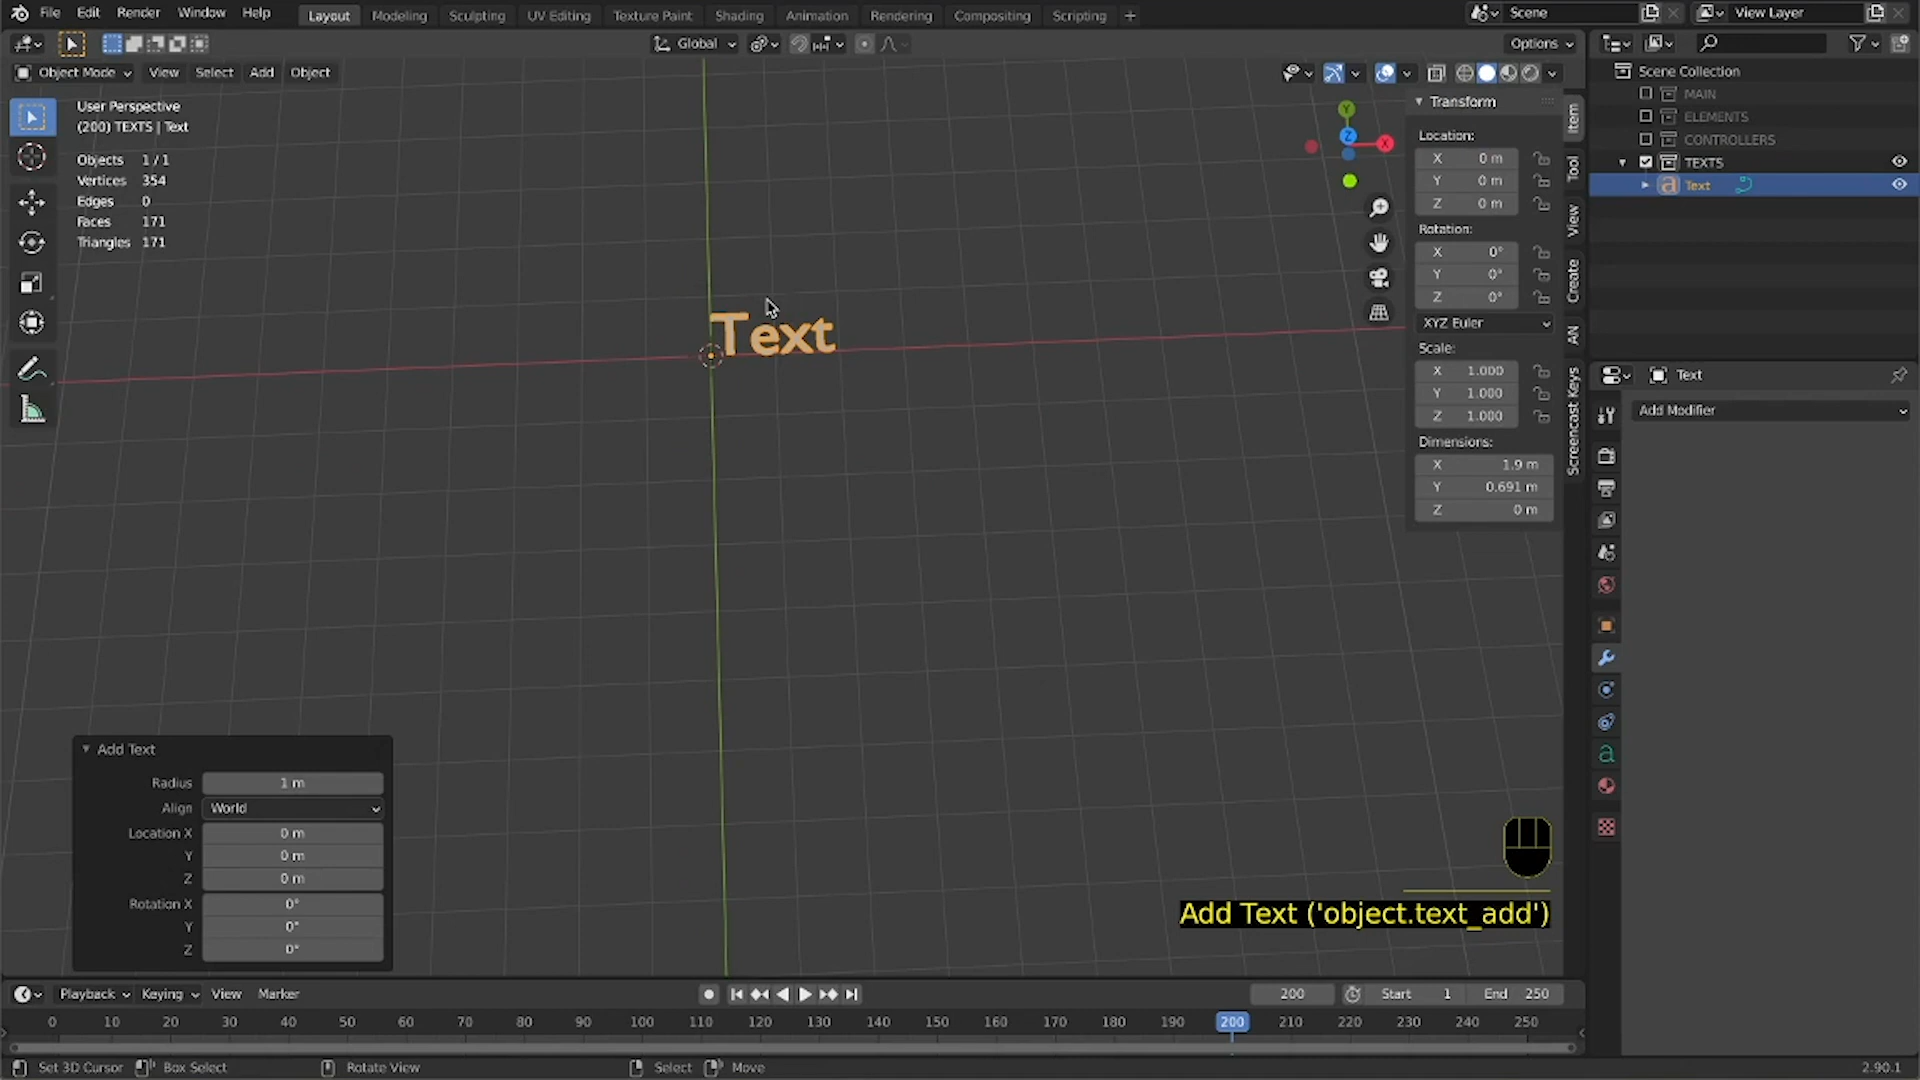 File Edit Render Window Help Layout Modeling Sculpting UV Editing Texture Paint Shading Animation Rendering Compositing Scripting + Scene View Layer
Global Options
Object Mode View Select Add Object
User Perspective
(200) TEXTS | Text
Objects 1/1
Vertices 354
Edges 0
Faces 171
Triangles 171
Text
Y
Z
X
Transform
Location:
X 0 m
Y 0 m
Z 0 m
Rotation:
X 0°
Y 0°
Z 0°
XYZ Euler
Scale:
X 1.000
Y 1.000
Z 1.000
Dimensions:
X 1.9 m
Y 0.691 m
Z 0 m
Item
Tool
View
Create
AN
Screencast Keys
Scene Collection
MAIN
ELEMENTS
CONTROLLERS
TEXTS
Text
Text
Add Modifier
Add Text
Radius 1 m
Align World
Location X 0 m
Y 0 m
Z 0 m
Rotation X 0°
Y 0°
Z 0°
Add Text ('object.text_add')
Playback Keying View Marker 200 Start 1 End 250
0 10 20 30 40 50 60 70 80 90 100 110 120 130 140 150 160 170 180 190 200 210 220 230 240 250
Set 3D Cursor Box Select Rotate View Select Move 2.90.1